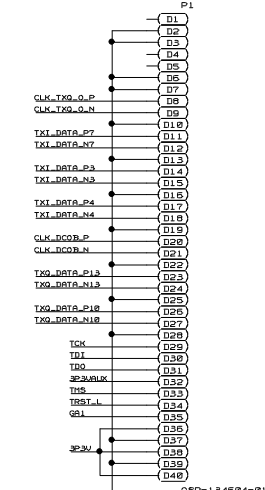 P1
D1
D2
D3
D4
D5
D6
D7
CLK_TXQ_O_P D8
CLK_TXQ_O_N D9
D10
TXI_DATA_P7 D11
TXI_DATA_N7 D12
D13
TXI_DATA_P3 D14
TXI_DATA_N3 D15
D16
TXI_DATA_P4 D17
TXI_DATA_N4 D18
D19
CLK_DCOB_P D20
CLK_DCOB_N D21
D22
TXQ_DATA_P13 D23
TXQ_DATA_N13 D24
D25
TXQ_DATA_P10 D26
TXQ_DATA_N10 D27
D28
TCK D29
TDI D30
TDO D31
3P3VAUX D32
TMS D33
TRST_L D34
GA1 D35
D36
D37
3P3V D38
D39
D40